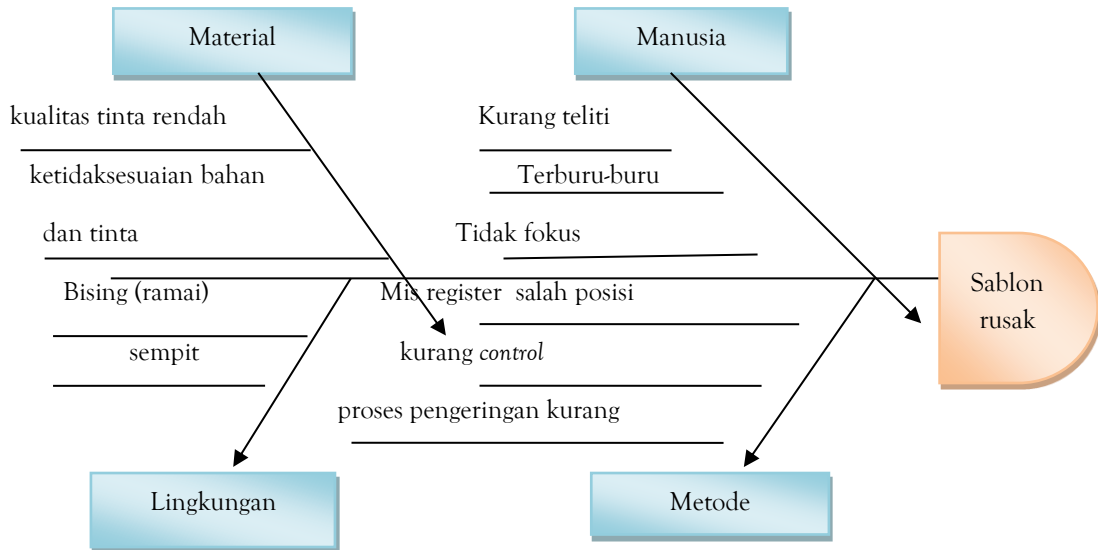 Material
Manusia
kualitas tinta rendah
Kurang teliti
ketidaksesuaian bahan
Terburu-buru
dan tinta
Tidak fokus
Sablon
rusak
Bising (ramai)
Mis register salah posisi
sempit
kurang control
proses pengeringan kurang
Lingkungan
Metode